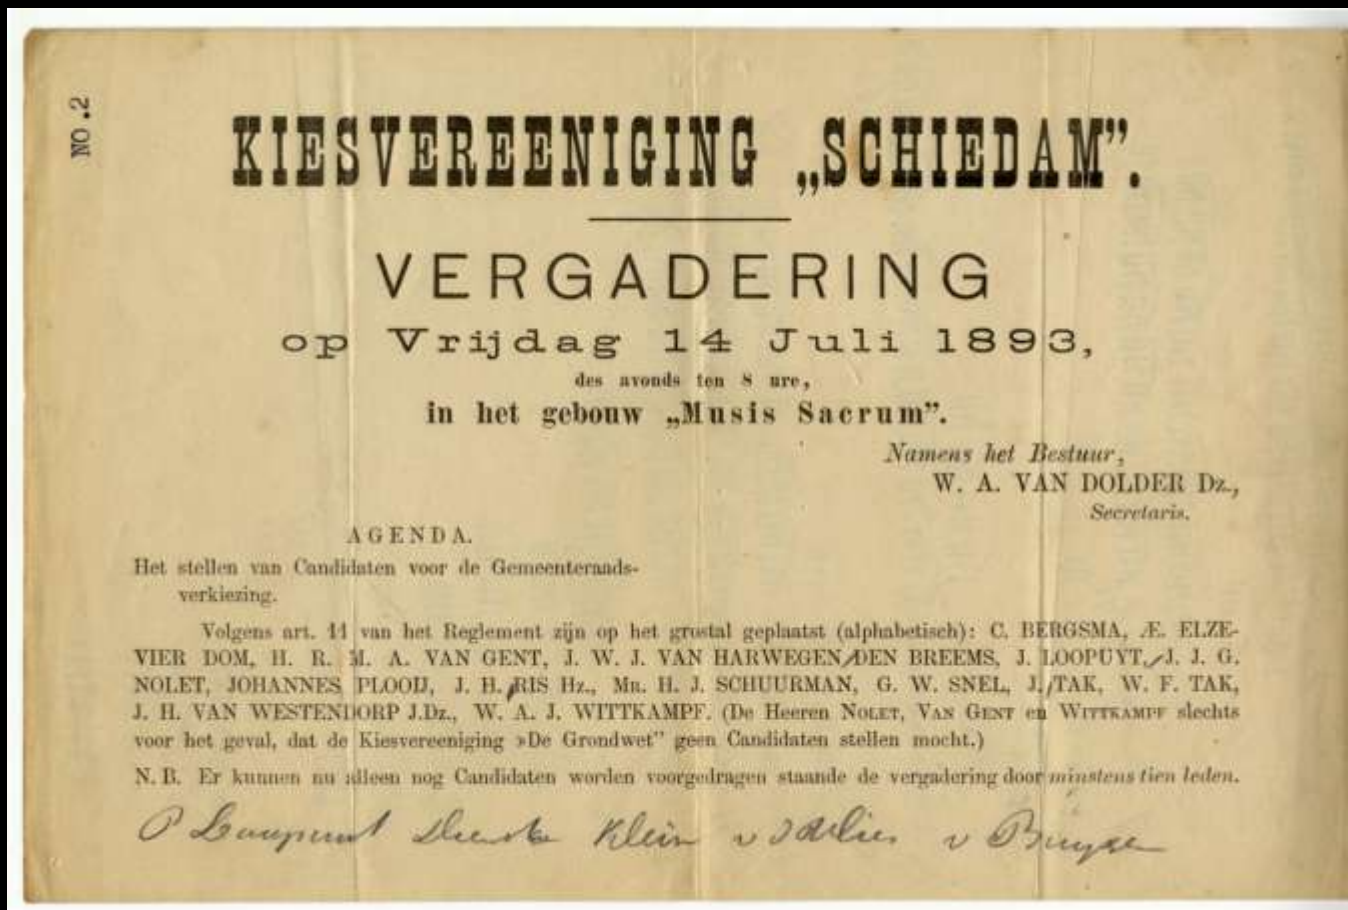 NO.2
KIESVEREENIGING „SCHIEDAM”.
VERGADERING
op Vrijdag 14 Juli 1893,
des avonds ten 8 ure,
in het gebouw „Musis Sacrum”.
Namens het Bestuur,
W. A. VAN DOLDER Dz.,
Secretaris.
AGENDA.
Het stellen van Candidaten voor de Gemeenteraads-
verkiezing.
Volgens art. 11 van het Reglement zijn op het grostal geplaatst (alphabetisch): C. BERGSMA, Æ. ELZE-
VIER DOM, H. R. M. A. VAN GENT, J. W. J. VAN HARWEGEN DEN BREEMS, J. LOOPUYT, J. J. G.
NOLET, JOHANNES PLOOIJ, J. H. RIS Hz., Mr. H. J. SCHUURMAN, G. W. SNEL, J. TAK, W. F. TAK,
J. H. VAN WESTENDORP J.Dz., W. A. J. WITTKAMPF. (De Heeren NOLET, VAN GENT en WITTKAMPF slechts
voor het geval, dat de Kiesvereeniging »De Grondwet” geen Candidaten stellen mocht.)
N. B. Er kunnen nu alleen nog Candidaten worden voorgedragen staande de vergadering door minstens tien leden.
P Klein v v